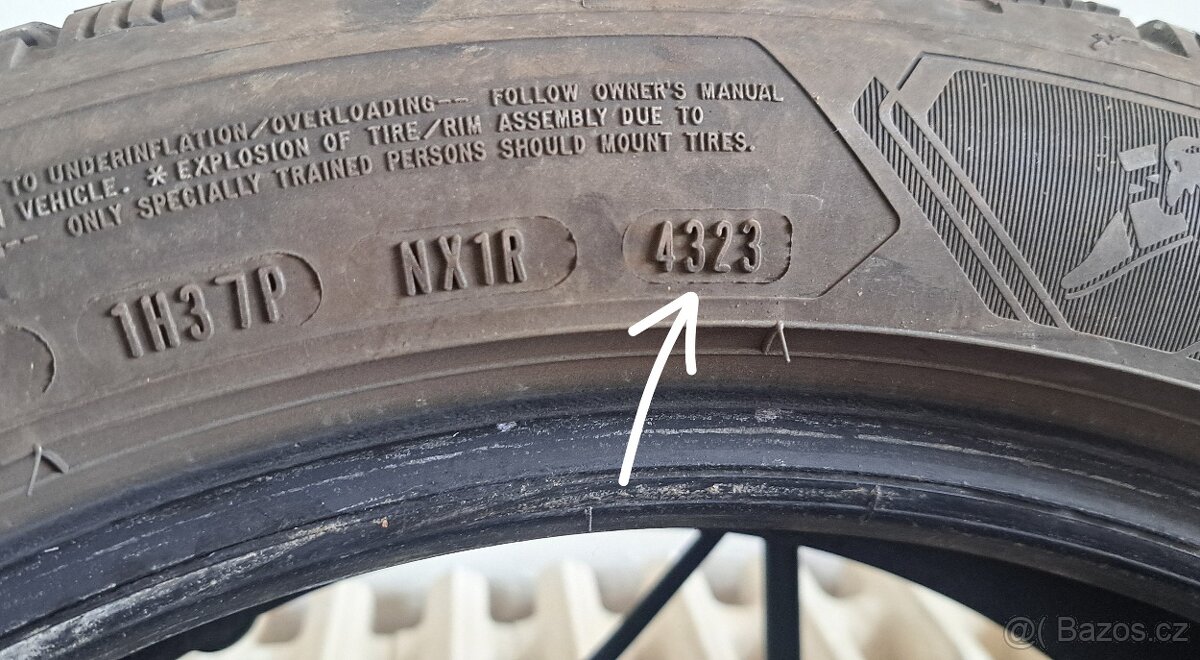 TO UNDERINFLATION/OVERLOADING-- FOLLOW OWNER'S MANUAL
VEHICLE. * EXPLOSION OF TIRE/RIM ASSEMBLY DUE TO
-- ONLY SPECIALLY TRAINED PERSONS SHOULD MOUNT TIRES.
1H37P NX1R 4323
@( Bazos.cz